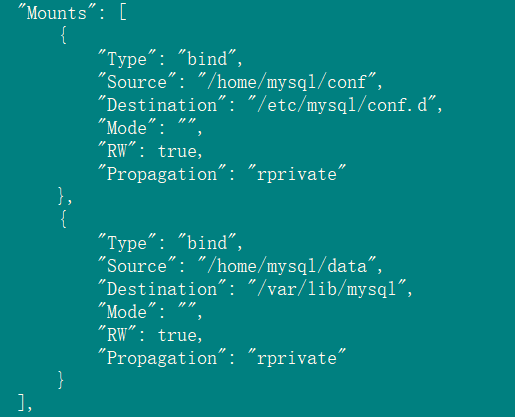 "Mounts": [
{
"Type": "bind",
"Source": "/home/mysql/conf",
"Destination": "/etc/mysql/conf.d",
"Mode": "",
"RW": true,
"Propagation": "rprivate"
},
{
"Type": "bind",
"Source": "/home/mysql/data",
"Destination": "/var/lib/mysql",
"Mode": "",
"RW": true,
"Propagation": "rprivate"
}
],